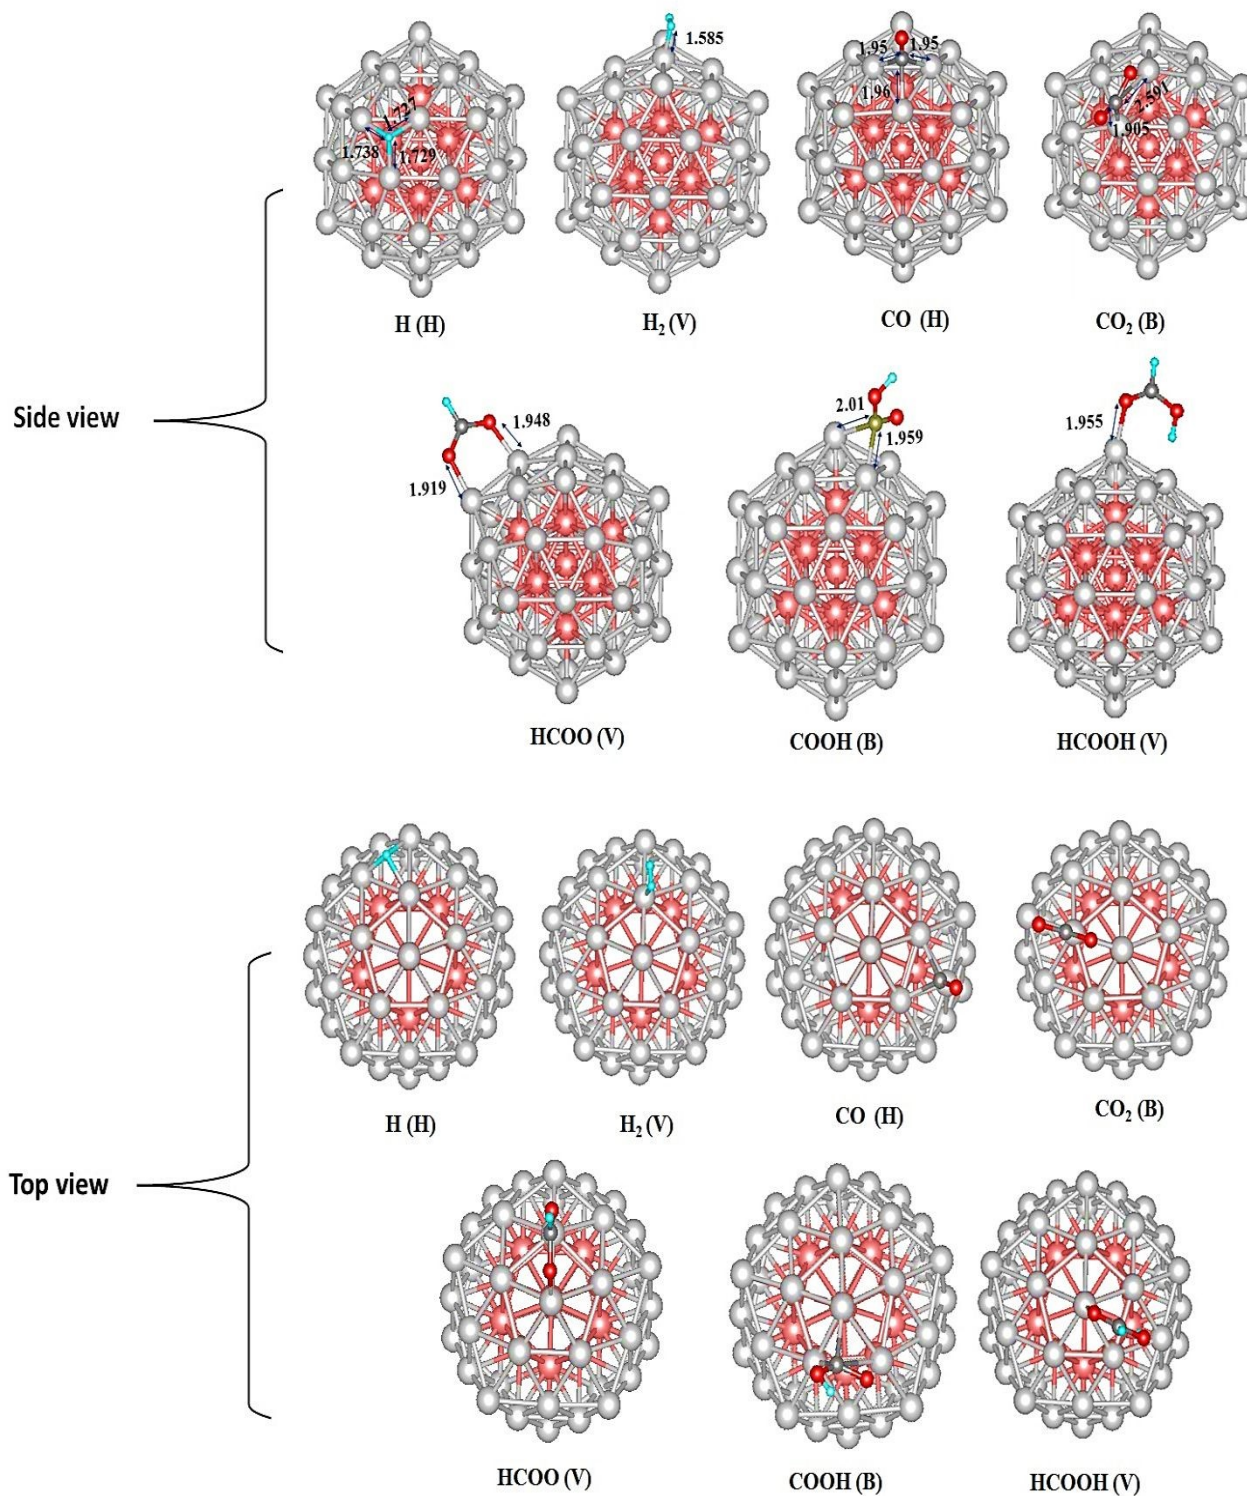 Side view
1.727
1.738
1.729
H (H)
1.585
H₂ (V)
1.95 1.95
1.96
CO (H)
2.591
1.905
CO₂ (B)
1.948
1.919
HCOO (V)
2.01
1.959
COOH (B)
1.955
HCOOH (V)
Top view
H (H)
H₂ (V)
CO (H)
CO₂ (B)
HCOO (V)
COOH (B)
HCOOH (V)